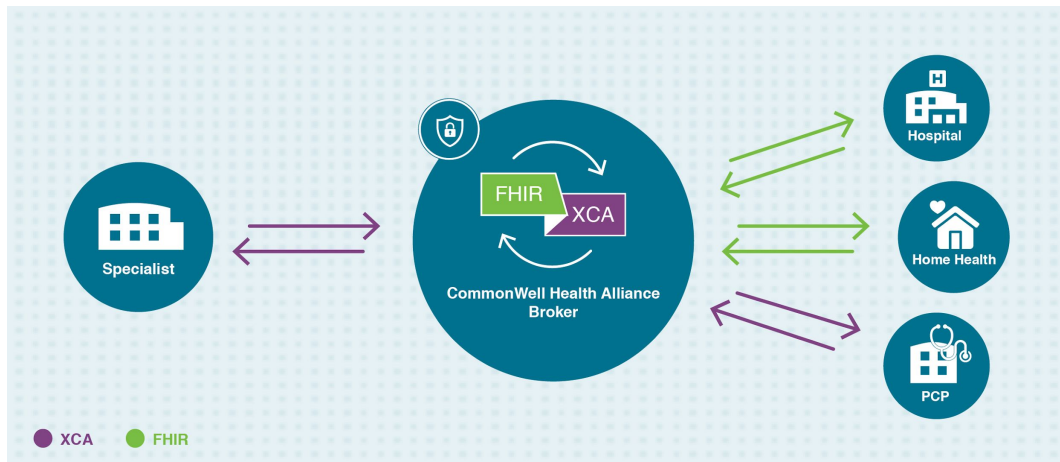 Specialist
FHIR
XCA
CommonWell Health Alliance
Broker
H
Hospital
Home Health
PCP
XCA
FHIR